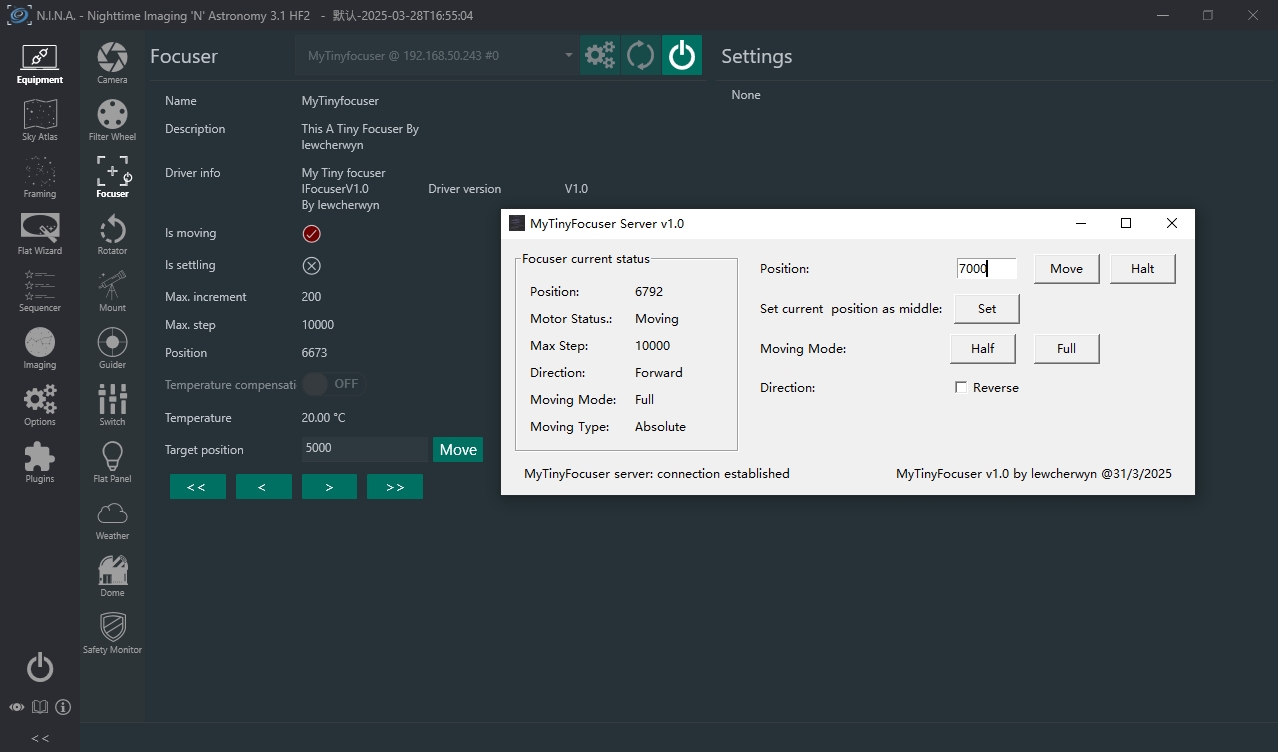 N.I.N.A. - Nighttime Imaging 'N' Astronomy 3.1 HF2 - 默认-2025-03-28T16:55:04
Equipment
Sky Atlas
Framing
Flat Wizard
Sequencer
Imaging
Options
Plugins
<<
Camera
Filter Wheel
Focuser
Rotator
Mount
Guider
Switch
Flat Panel
Weather
Dome
Safety Monitor
Focuser
MyTinyfocuser @ 192.168.50.243 #0
Settings
None
Name MyTinyfocuser
Description This A Tiny Focuser By
lewcherwyn
Driver info My Tiny focuser
IFocuserV1.0 Driver version V1.0
By lewcherwyn
Is moving
Is settling
Max. increment 200
Max. step 10000
Position 6673
Temperature compensati OFF
Temperature 20.00 °C
Target position 5000 Move
<< < > >>
MyTinyFocuser Server v1.0
Focuser current status
Position: 6792
Motor Status.: Moving
Max Step: 10000
Direction: Forward
Moving Mode: Full
Moving Type: Absolute
Position: 7000 Move Halt
Set current position as middle: Set
Moving Mode: Half Full
Direction: Reverse
MyTinyFocuser server: connection established
MyTinyFocuser v1.0 by lewcherwyn @31/3/2025